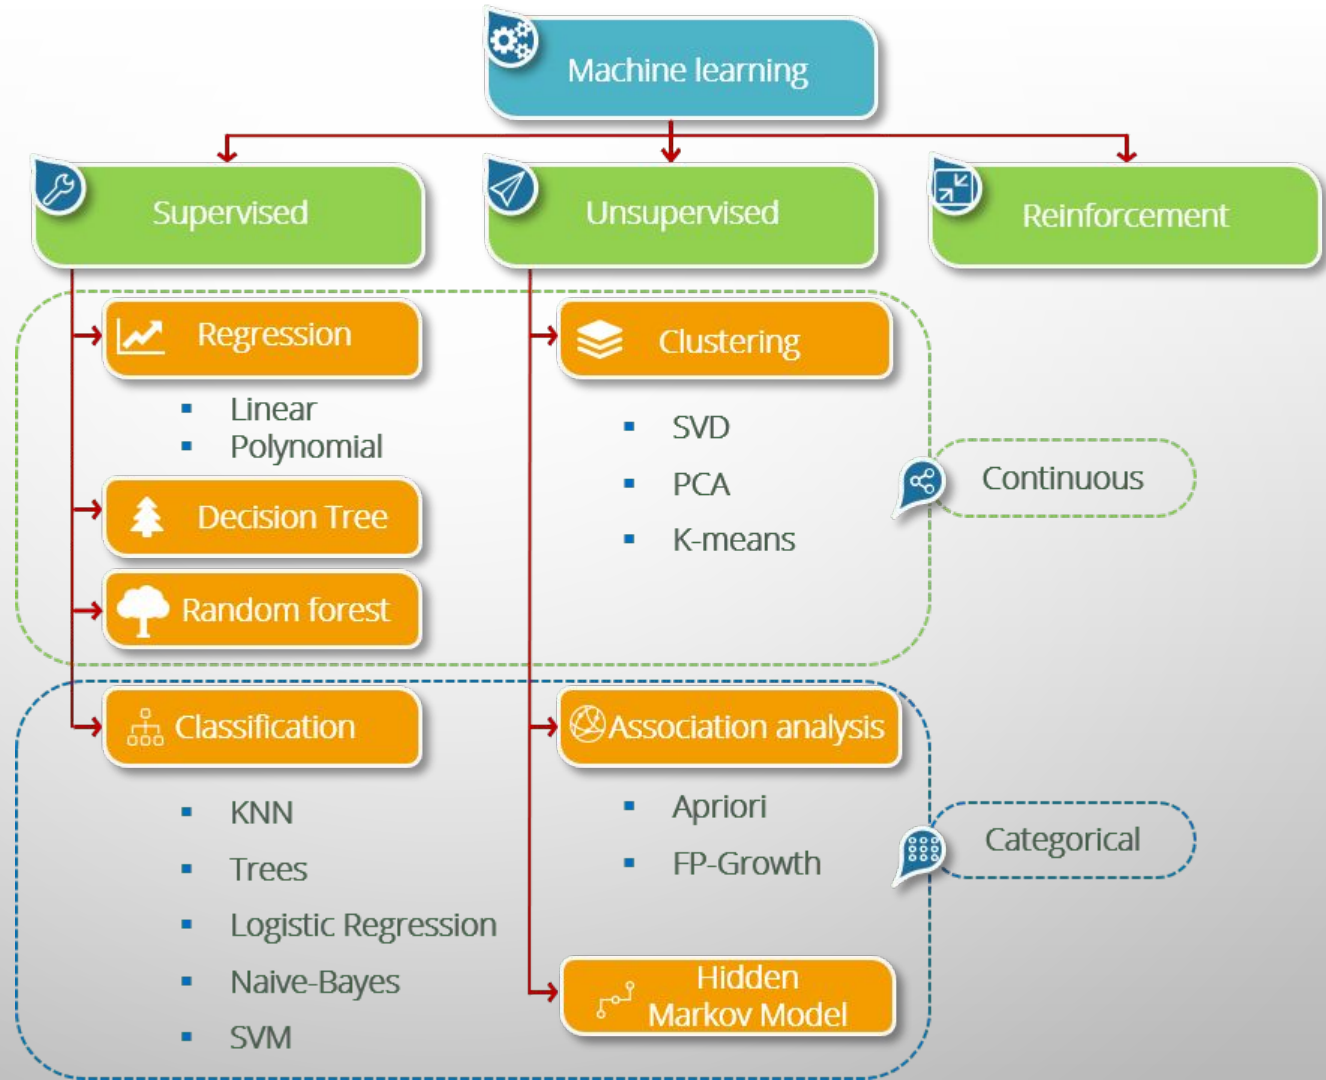 Machine learning
Supervised
Unsupervised
Reinforcement
Regression
Linear
Polynomial
Decision Tree
Random forest
Classification
KNN
Trees
Logistic Regression
Naive-Bayes
SVM
Clustering
SVD
PCA
K-means
Association analysis
Apriori
FP-Growth
Hidden
Markov Model
Continuous
Categorical